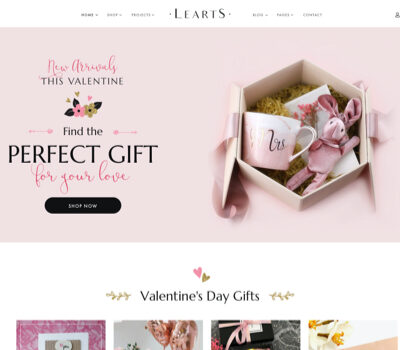 HOME SHOP PROJECTS · LEARTS · BLOG PAGES CONTACT
New Arrivals
THIS VALENTINE
Find the
PERFECT GIFT
for your love
SHOP NOW
Mrs.
Valentine's Day Gifts